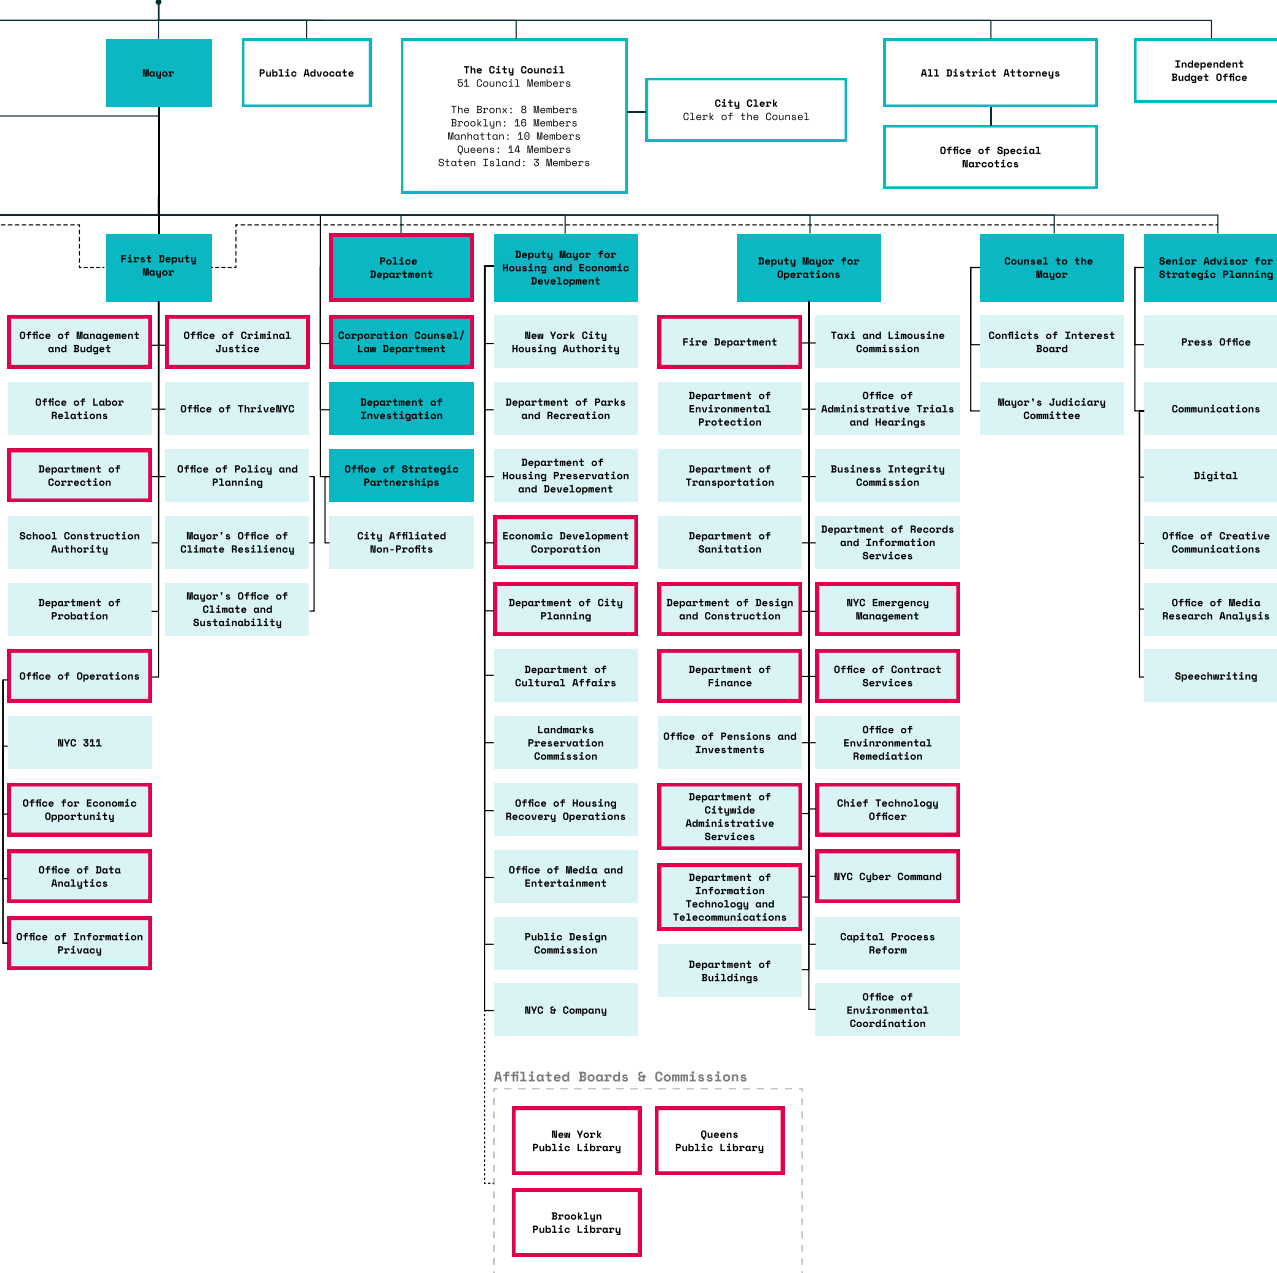 Mayor
Public Advocate
The City Council
51 Council Members
The Bronx: 8 Members
Brooklyn: 16 Members
Manhattan: 10 Members
Queens: 14 Members
Staten Island: 3 Members
City Clerk
Clerk of the Counsel
All District Attorneys
Office of Special
Narcotics
Independent
Budget Office
First Deputy
Mayor
Office of Management
and Budget
Office of Labor
Relations
Department of
Correction
School Construction
Authority
Department of
Probation
Office of Operations
NYC 311
Office for Economic
Opportunity
Office of Data
Analytics
Office of Information
Privacy
Office of Criminal
Justice
Office of ThriveNYC
Office of Policy and
Planning
Mayor's Office of
Climate Resiliency
Mayor's Office of
Climate and
Sustainability
Police
Department
Corporation Counsel/
Law Department
Department of
Investigation
Office of Strategic
Partnerships
City Affiliated
Non-Profits
Deputy Mayor for
Housing and Economic
Development
New York City
Housing Authority
Department of Parks
and Recreation
Department of
Housing Preservation
and Development
Economic Development
Corporation
Department of City
Planning
Department of
Cultural Affairs
Landmarks
Preservation
Commission
Office of Housing
Recovery Operations
Office of Media and
Entertainment
Public Design
Commission
NYC & Company
Deputy Mayor for
Operations
Fire Department
Department of
Environmental
Protection
Department of
Transportation
Department of
Sanitation
Department of Design
and Construction
Department of
Finance
Office of Pensions and
Investments
Department of
Citywide
Administrative
Services
Department of
Information
Technology and
Telecommunications
Department of
Buildings
Taxi and Limousine
Commission
Office of
Administrative Trials
and Hearings
Business Integrity
Commission
Department of Records
and Information
Services
NYC Emergency
Management
Office of Contract
Services
Office of
Envinronmental
Remediation
Chief Technology
Officer
NYC Cyber Command
Capital Process
Reform
Office of
Environmental
Coordination
Counsel to the
Mayor
Conflicts of Interest
Board
Mayor's Judiciary
Committee
Senior Advisor for
Strategic Planning
Press Office
Communications
Digital
Office of Creative
Communications
Office of Media
Research Analysis
Speechwriting
Affiliated Boards & Commissions
New York
Public Library
Queens
Public Library
Brooklyn
Public Library